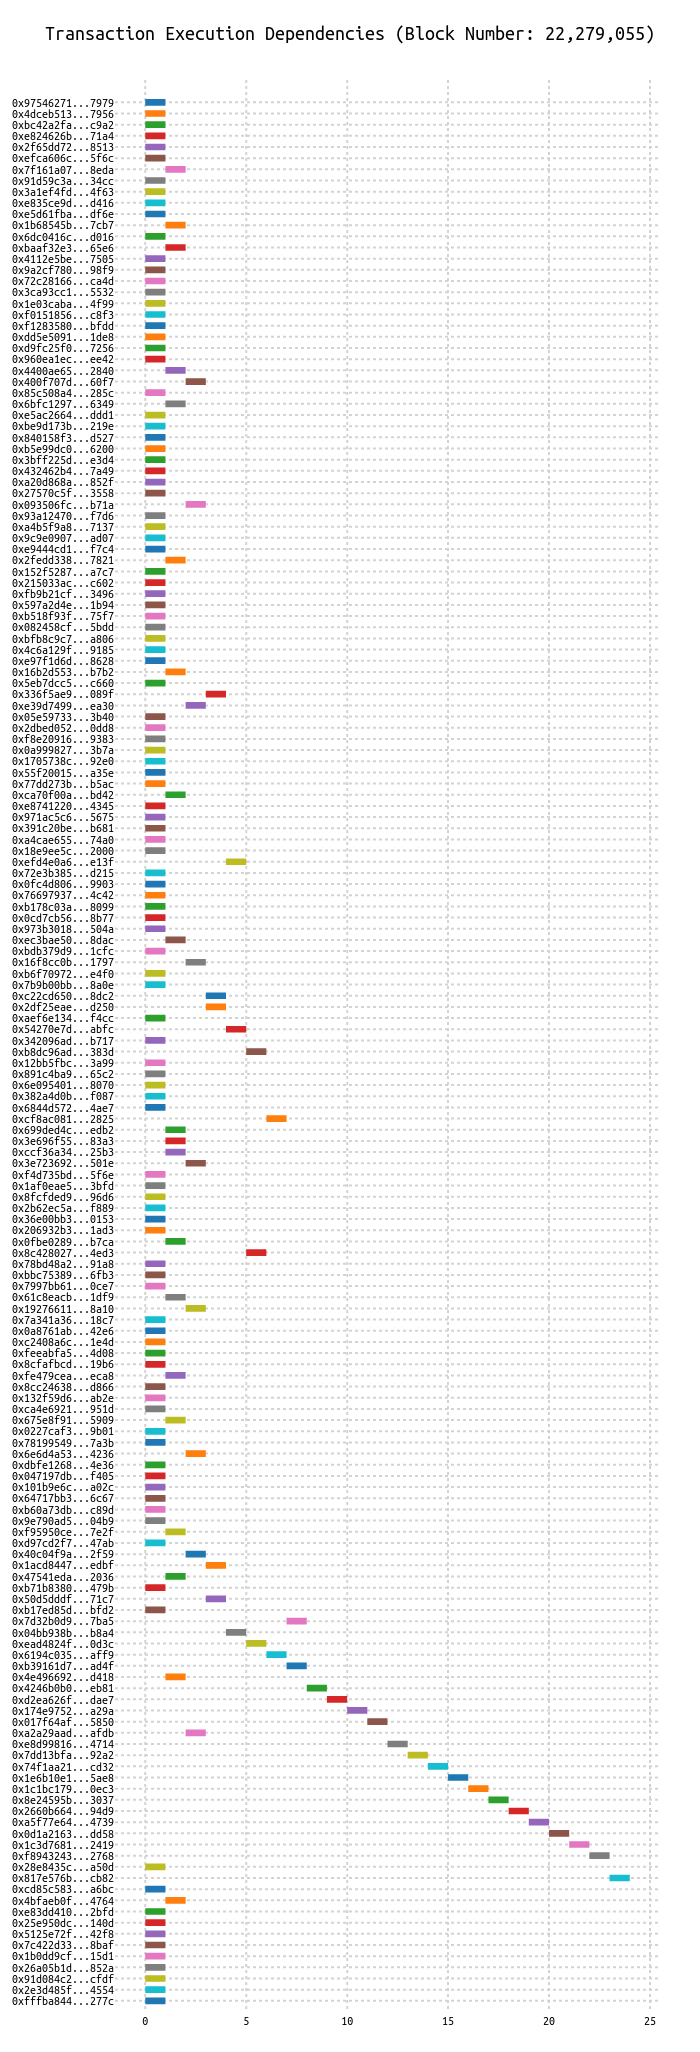 Transaction Execution Dependencies (Block Number: 22,279,055)
0x97546271...7979
0x4dceb513...7956
0xbc42a2fa...c9a2
0xe824626b...71a4
0x2f65dd72...8513
0xefca606c...5f6c
0x7f161a07...8eda
0x91d59c3a...34cc
0x3a1ef4fd...4f63
0xe835ce9d...d416
0xe5d61fba...df6e
0x1b68545b...7cb7
0x6dc0416c...d016
0xbaaf32e3...65e6
0x4112e5be...7505
0x9a2cf780...98f9
0x72c28166...ca4d
0x3ca93cc1...5532
0x1e03caba...4f99
0xf0151856...c8f3
0xf1283580...bfdd
0xdd5e5091...1de8
0xd9fc25f0...7256
0x960ea1ec...ee42
0x4400ae65...2840
0x400f707d...60f7
0x85c508a4...285c
0x6bfc1297...6349
0xe5ac2664...ddd1
0xbe9d173b...219e
0x840158f3...d527
0xb5e99dc0...6200
0x3bff225d...e3d4
0x432462b4...7a49
0xa20d868a...852f
0x27570c5f...3558
0x093506fc...b71a
0x93a12470...f7d6
0xa4b5f9a8...7137
0x9c9e0907...ad07
0xe9444cd1...f7c4
0x2fedd338...7821
0x152f5287...a7c7
0x215033ac...c602
0xfb9b21cf...3496
0x597a2d4e...1b94
0xb518f93f...75f7
0x082458cf...5bdd
0xbfb8c9c7...a806
0x4c6a129f...9185
0xe97f1d6d...8628
0x16b2d553...b7b2
0x5eb7dcc5...c660
0x336f5ae9...089f
0xe39d7499...ea30
0x05e59733...3b40
0x2dbed052...0dd8
0xf8e20916...9383
0x0a999827...3b7a
0x1705738c...92e0
0x55f20015...a35e
0x77dd273b...b5ac
0xca70f00a...bd42
0xe8741220...4345
0x971ac5c6...5675
0x391c20be...b681
0xa4cae655...74a0
0x18e9ee5c...2000
0xefd4e0a6...e13f
0x72e3b385...d215
0x0fc4d806...9903
0x76697937...4c42
0xb178c03a...8099
0x0cd7cb56...8b77
0x973b3018...504a
0xec3bae50...8dac
0xbdb379d9...1cfc
0x16f8cc0b...1797
0xb6f70972...e4f0
0x7b9b00bb...8a0e
0xc22cd650...8dc2
0x2df25eae...d250
0xaef6e134...f4cc
0x54270e7d...abfc
0x342096ad...b717
0xb8dc96ad...383d
0x12bb5fbc...3a99
0x891c4ba9...65c2
0x6e095401...8070
0x382a4d0b...f087
0x6844d572...4ae7
0xcf8ac081...2825
0x699ded4c...edb2
0x3e696f55...83a3
0xccf36a34...25b3
0x3e723692...501e
0xf4d735bd...5f6e
0x1af0eae5...3bfd
0x8fcfded9...96d6
0x2b62ec5a...f889
0x36e00bb3...0153
0x206932b3...1ad3
0x0fbe0289...b7ca
0x8c428027...4ed3
0x78bd48a2...91a8
0xbbc75389...6fb3
0x7997bb61...0ce7
0x61c8eacb...1df9
0x19276611...8a10
0x7a341a36...18c7
0x0a8761ab...42e6
0xc2408a6c...1e4d
0xfeeabfa5...4d08
0x8cfafbcd...19b6
0xfe479cea...eca8
0x8cc24638...d866
0x132f59d6...ab2e
0xca4e6921...951d
0x675e8f91...5909
0x0227caf3...9b01
0x78199549...7a3b
0x6e6d4a53...4236
0xdbfe1268...4e36
0x047197db...f405
0x101b9e6c...a02c
0x64717bb3...6c67
0xb60a73db...c89d
0x9e790ad5...04b9
0xf95950ce...7e2f
0xd97cd2f7...47ab
0x40c04f9a...2f59
0x1acd8447...edbf
0x47541eda...2036
0xb71b8380...479b
0x50d5dddf...71c7
0xb17ed85d...bfd2
0x7d32b0d9...7ba5
0x04bb938b...b8a4
0xead4824f...0d3c
0x6194c035...aff9
0xb39161d7...ad4f
0x4e496692...d418
0x4246b0b0...eb81
0xd2ea626f...dae7
0x174e9752...a29a
0x017f64af...5850
0xa2a29aad...afdb
0xe8d99816...4714
0x7dd13bfa...92a2
0x74f1aa21...cd32
0x1e6b10e1...5ae8
0x1c1bc179...0ec3
0x8e24595b...3037
0x2660b664...94d9
0xa5f77e64...4739
0x0d1a2163...dd58
0x1c3d7681...2419
0xf8943243...2768
0x28e8435c...a50d
0x817e576b...cb82
0xcd85c583...a6bc
0x4bfaeb0f...4764
0xe83dd410...2bfd
0x25e950dc...140d
0x5125e72f...42f8
0x7c422d33...8baf
0x1b0dd9cf...15d1
0x26a05b1d...852a
0x91d084c2...cfdf
0x2e3d485f...4554
0xfffba844...277c
0 5 10 15 20 25